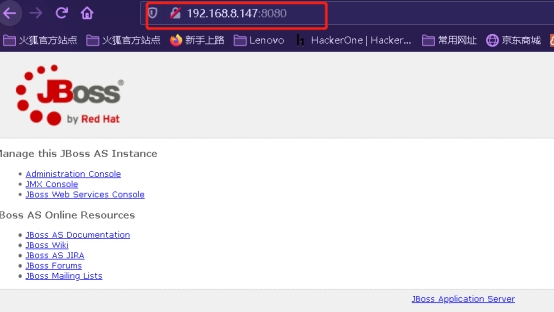 192.168.8.147:8080
火狐官方站点 火狐官方站点 新手上路 Lenovo HackerOne | Hacker... 常用网址 京东商城
JBoss®
by Red Hat
Manage this JBoss AS Instance
Administration Console
JMX Console
JBoss Web Services Console
JBoss AS Online Resources
JBoss AS Documentation
JBoss Wiki
JBoss AS JIRA
JBoss Forums
JBoss Mailing Lists
JBoss Application Server